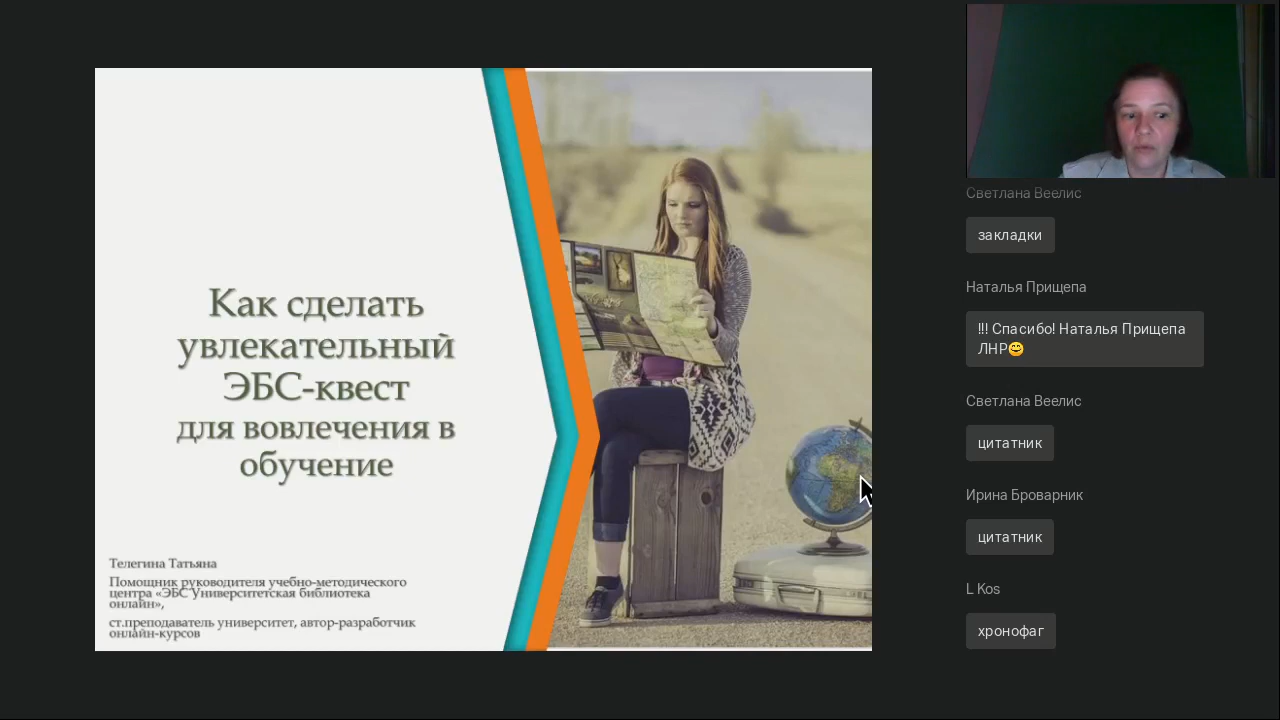 Как сделать
увлекательный
ЭБС-квест
для вовлечения в
обучение
Телегина Татьяна
Помощник руководителя учебно-методического
центра «ЭБС Университетская библиотека
онлайн»,
ст.преподаватель университет, автор-разработчик
онлайн-курсов
Светлана Веелис
закладки
Наталья Прищепа
!!! Спасибо! Наталья Прищепа
ЛНР😊
Светлана Веелис
цитатник
Ирина Броварник
цитатник
L Kos
хронофаг